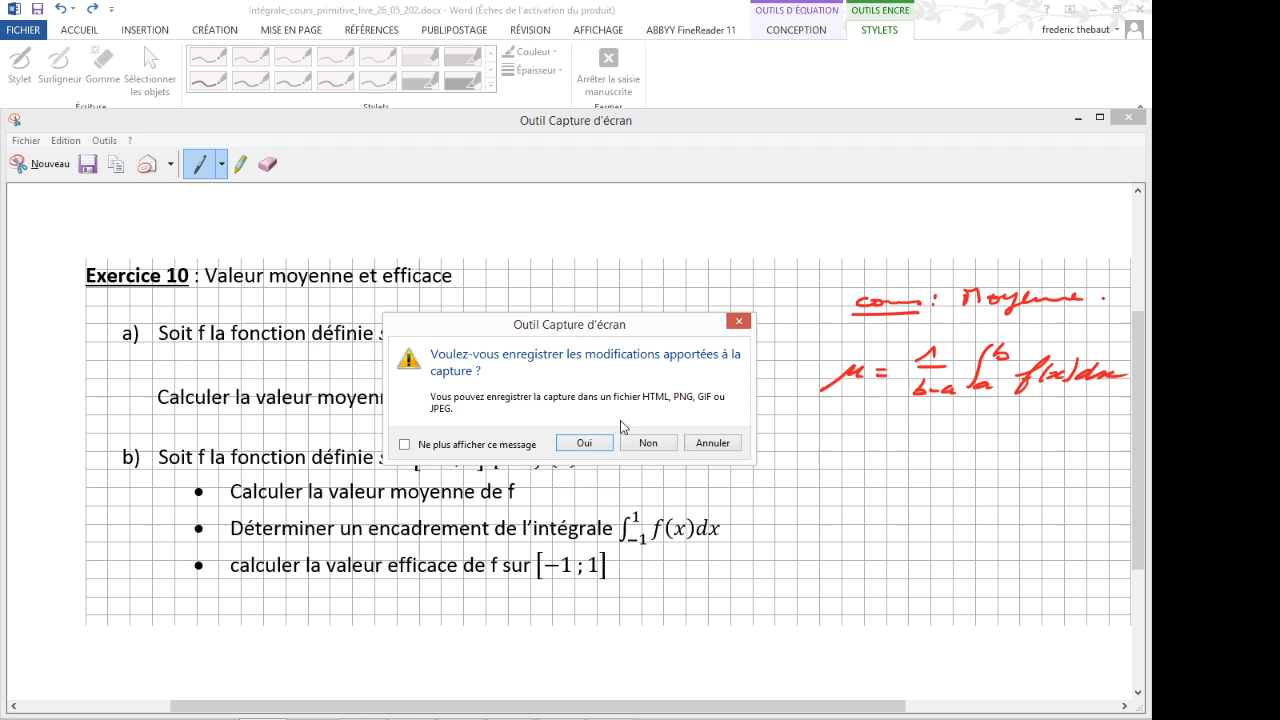 Intégrale_cours_primitive_live_26_05_202.docx - Word (Échec de l'activation du produit)
OUTILS D'ÉQUATION OUTILS ENCRE
FICHIER ACCUEIL INSERTION CRÉATION MISE EN PAGE RÉFÉRENCES PUBLIPOSTAGE RÉVISION AFFICHAGE ABBYY FineReader 11 CONCEPTION STYLETS frederic thebaut
Stylet Surligneur Gomme Sélectionner les objets
Couleur
Épaisseur
Arrêter la saisie manuscrite
Écriture Stylets Fermer
Outil Capture d'écran
Fichier Edition Outils ?
Nouveau
Exercice 10 : Valeur moyenne et efficace
cours : Moyenne.
a) Soit f la fonction définie
μ = 1/(b-a) ∫_a^b f(x)dx
Calculer la valeur moyen
b) Soit f la fonction définie
• Calculer la valeur moyenne de f
• Déterminer un encadrement de l'intégrale ∫_{−1}^{1} f(x)dx
• calculer la valeur efficace de f sur [−1 ; 1]
Outil Capture d'écran
Voulez-vous enregistrer les modifications apportées à la
capture ?
Vous pouvez enregistrer la capture dans un fichier HTML, PNG, GIF ou
JPEG.
Ne plus afficher ce message Oui Non Annuler